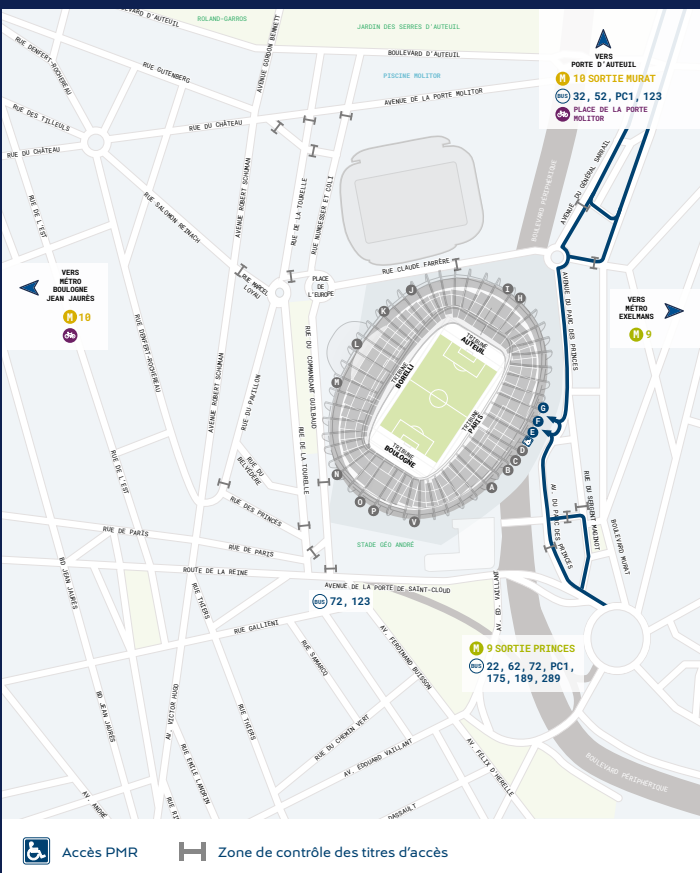 BOULEVARD D'AUTEUIL
ROLAND-GARROS
JARDIN DES SERRES D'AUTEUIL
AVENUE GORDON BENNETT
BOULEVARD D'AUTEUIL
PISCINE MOLITOR
VERS
PORTE D'AUTEUIL
M 10 SORTIE MURAT
BUS 32, 52, PC1, 123
PLACE DE LA PORTE
MOLITOR
RUE DENFERT-ROCHEREAU
RUE GUTENBERG
AVENUE DE LA PORTE MOLITOR
RUE DES TILLEULS
RUE DU CHÂTEAU
RUE DU CHÂTEAU
AVENUE ROBERT SCHUMAN
RUE DE LA TOURELLE
RUE NUNGESSER ET COLI
BOULEVARD PÉRIPHÉRIQUE
AVENUE DU GÉNÉRAL SARRAIL
RUE DE L'EST
RUE SALOMON REINACH
RUE MARCEL
LOYAU
PLACE
DE
L'EUROPE
RUE CLAUDE FARRÈRE
AVENUE DU PARC DES PRINCES
VERS
MÉTRO
BOULOGNE
JEAN JAURÈS
M 10
VERS
MÉTRO
EXELMANS
M 9
RUE DENFERT-ROCHEREAU
AVENUE ROBERT SCHUMAN
RUE DU PAVILLON
RUE DU COMMANDANT GUILBAUD
RUE DE LA TOURELLE
J
I
H
K
L
M
N
O
P
V
A
B
C
D
E
F
G
TRIBUNE
AUTEUIL
TRIBUNE
BORELLI
TRIBUNE
PARIS
TRIBUNE
BOULOGNE
RUE DE L'EST
RUE DU
BELVÉDÈRE
RUE DES PRINCES
AV. DU PARC DES PRINCES
RUE DU SERGENT MAGINOT
BOULEVARD MURAT
RUE DE PARIS
RUE DE PARIS
STADE GÉO ANDRÉ
ROUTE DE LA REINE
BD JEAN JAURÈS
RUE THIERS
AVENUE DE LA PORTE DE SAINT-CLOUD
BUS 72, 123
RUE GALLIENI
RUE SAMARCQ
AV. FERDINAND BUISSON
M 9 SORTIE PRINCES
BUS 22, 62, 72, PC1,
175, 189, 289
BD JEAN JAURÈS
AV. VICTOR HUGO
RUE THIERS
RUE DU CHEMIN VERT
AV. EDOUARD VAILLANT
RUE EMILE LANDRIN
AV. FÉLIX D'HÉRELLE
BOULEVARD PÉRIPHÉRIQUE
AV. ANDRÉ
DASSAULT
Accès PMR
Zone de contrôle des titres d'accès